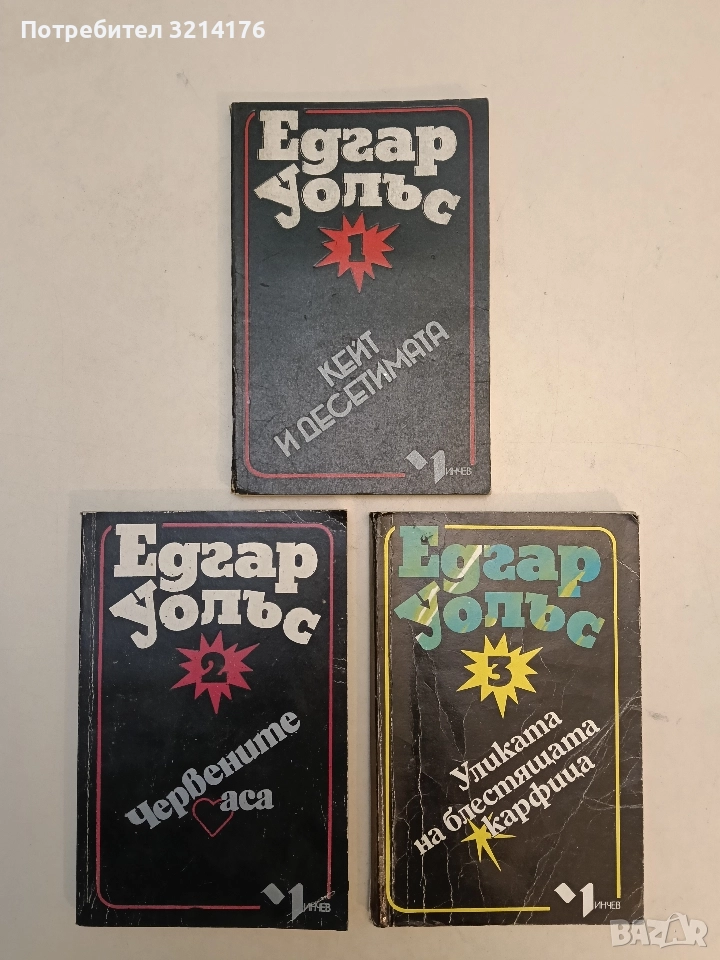 Потребител 3214176
Едгар
Уолъс
1
КЕЙТ
И ДЕСЕТИМАТА
ИНЧЕВ
Едгар
Уолъс
2
Червените
аса
ИНЧЕВ
Едгар
Уолъс
3
Уликата
на блестящата
карфица
ИНЧЕВ
BAZAR